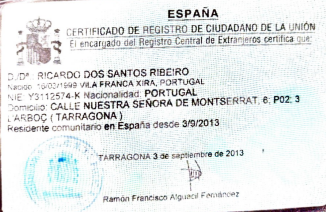 ESPAÑA
CERTIFICADO DE REGISTRO DE CIUDADANO DE LA UNIÓN
El encargado del Registro Central de Extranjeros certifica que:
D./Dª. RICARDO DOS SANTOS RIBEIRO
Nacido: 16/03/1999 VILA FRANCA XIRA, PORTUGAL
NIE: Y3112574-K Nacionalidad: PORTUGAL
Domicilio: CALLE NUESTRA SEÑORA DE MONTSERRAT, 6; P02; 3
L'ARBOÇ ( TARRAGONA )
Residente comunitario en España desde 3/9/2013
TARRAGONA 3 de septiembre de 2013
Ramón Francisco Alguacil Fernández